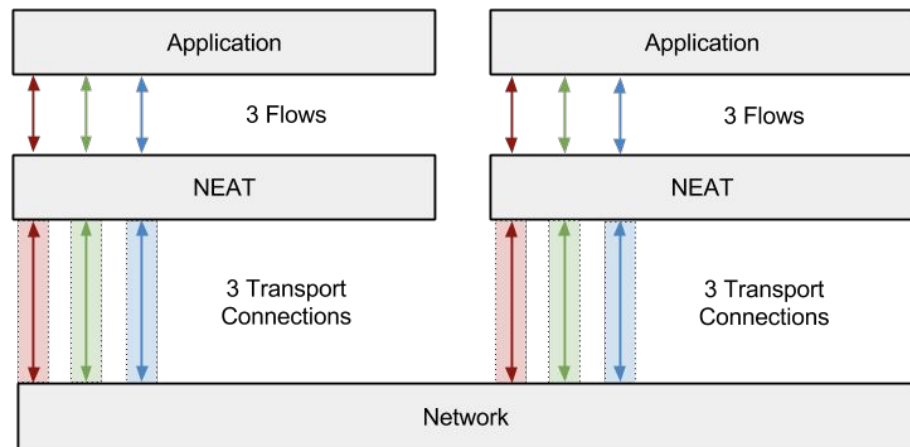 Application
Application
3 Flows
3 Flows
NEAT
NEAT
3 Transport
Connections
3 Transport
Connections
Network